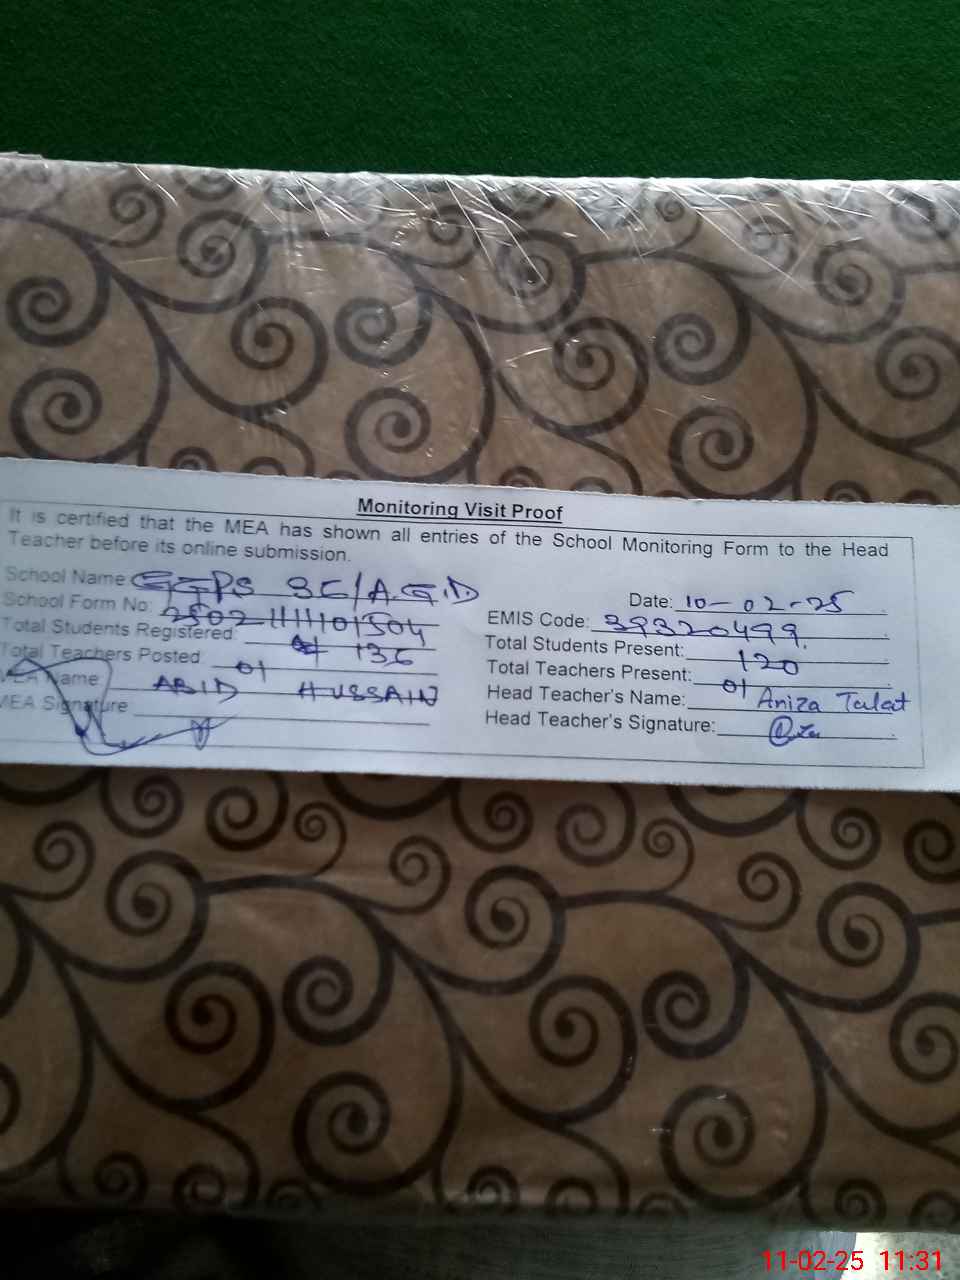 Monitoring Visit Proof
It is certified that the MEA has shown all entries of the School Monitoring Form to the Head
Teacher before its online submission.
School Name GGPS 9C/A.G.D
Date: 10-02-25
School Form No:
EMIS Code: 39320499
Total Students Registered: 136
Total Students Present: 120
Total Teachers Posted: 01
Total Teachers Present: 01
MEA Name ABID HUSSAIN
Head Teacher's Name: Aniza Talat
MEA Signature
Head Teacher's Signature:
11-02-25 11:31